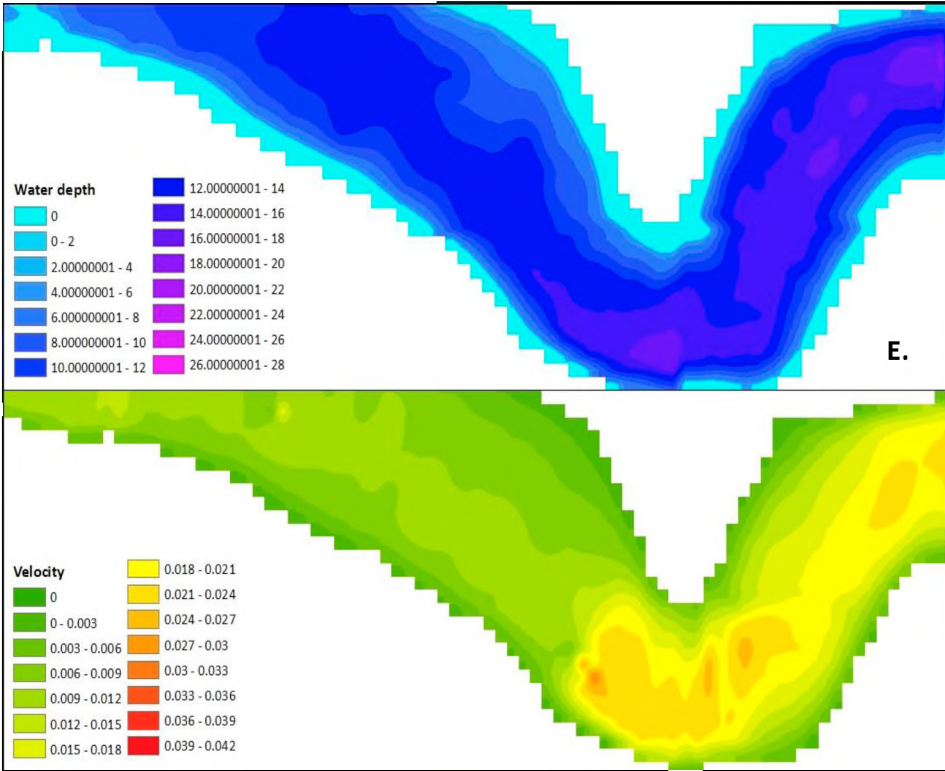 Water depth
0
0 - 2
2.00000001 - 4
4.00000001 - 6
6.00000001 - 8
8.000000001 - 10
10.00000001 - 12
12.00000001 - 14
14.00000001 - 16
16.00000001 - 18
18.00000001 - 20
20.00000001 - 22
22.00000001 - 24
24.00000001 - 26
26.00000001 - 28
E.
Velocity
0
0 - 0.003
0.003 - 0.006
0.006 - 0.009
0.009 - 0.012
0.012 - 0.015
0.015 - 0.018
0.018 - 0.021
0.021 - 0.024
0.024 - 0.027
0.027 - 0.03
0.03 - 0.033
0.033 - 0.036
0.036 - 0.039
0.039 - 0.042